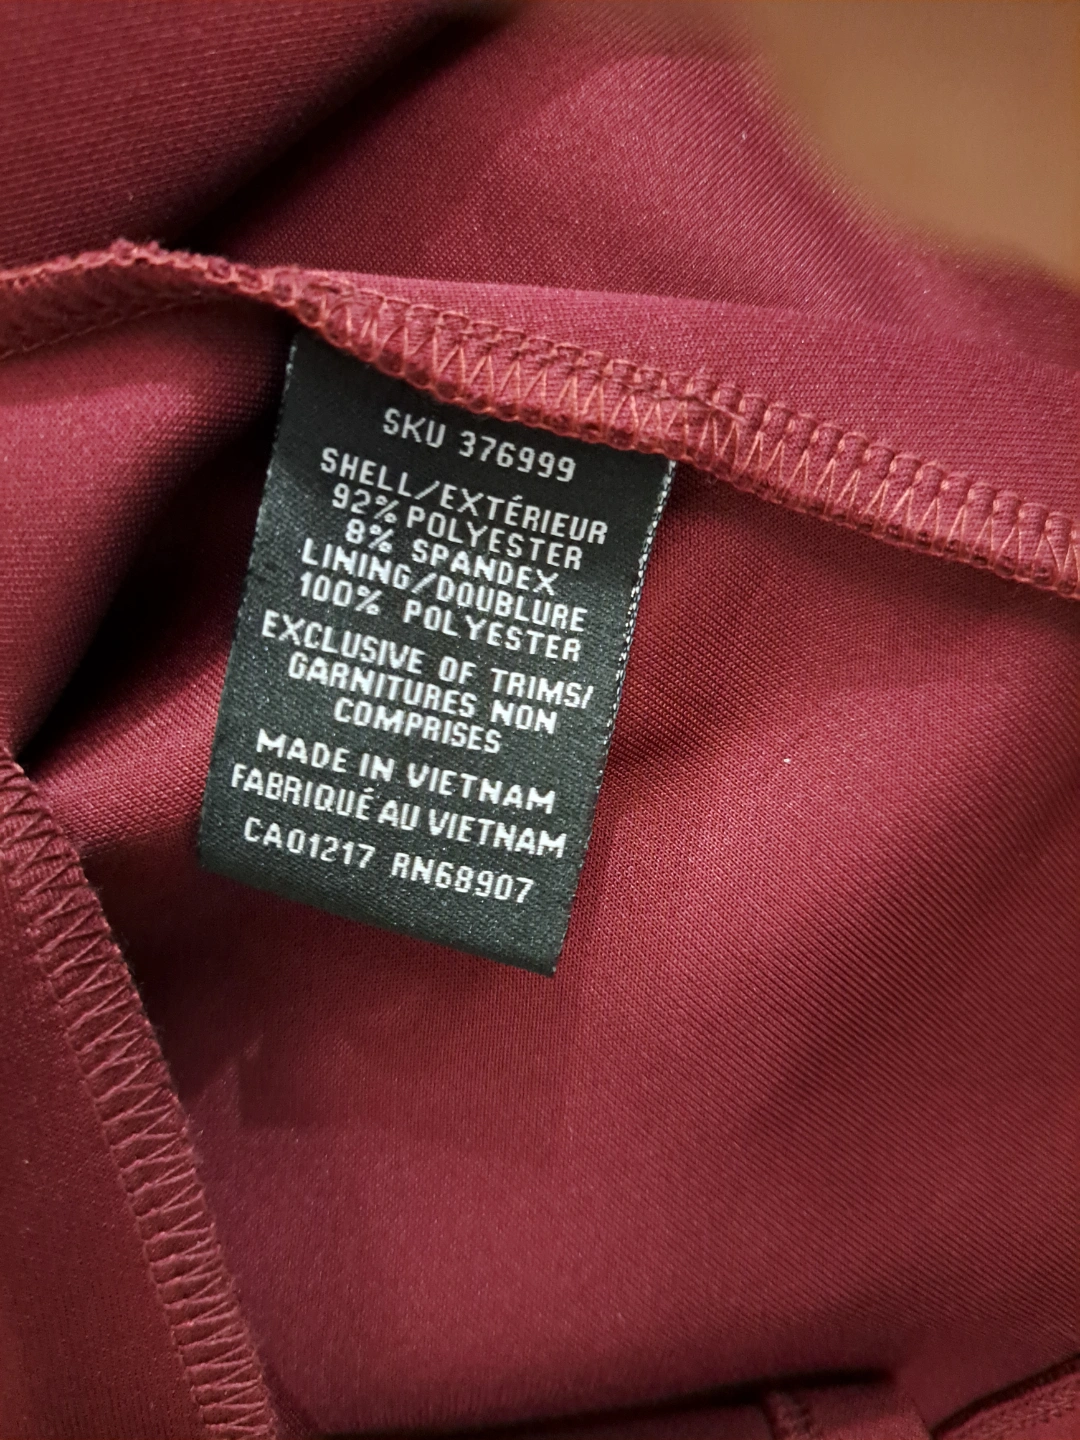 SKU 376999
SHELL/EXTÉRIEUR
92% POLYESTER
8% SPANDEX
LINING/DOUBLURE
100% POLYESTER
EXCLUSIVE OF TRIMS/
GARNITURES NON
COMPRISES
MADE IN VIETNAM
FABRIQUÉ AU VIETNAM
CA01217 RN68907